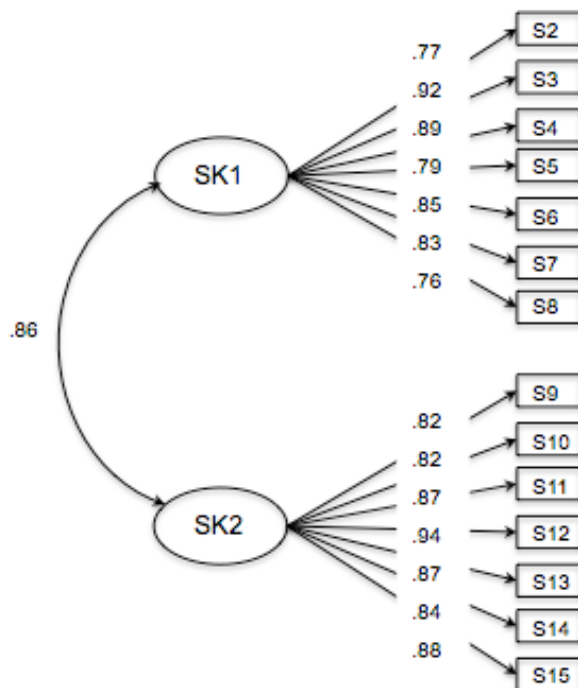 S2
.77
S3
.92
S4
.89
SK1
.79
S5
.85
S6
.83
S7
.76
S8
.86
S9
.82
S10
.82
S11
.87
SK2
.94
S12
.87
S13
.84
S14
.88
S15